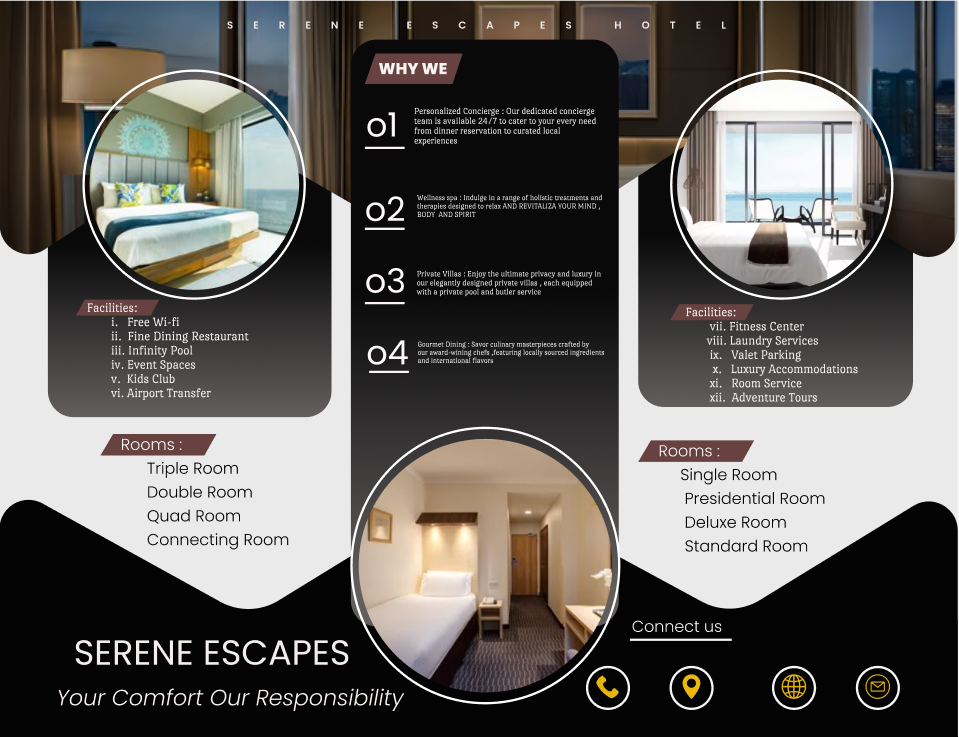 SERENE ESCAPES HOTEL
WHY WE
01
Personalized Concierge : Our dedicated concierge
team is available 24/7 to cater to your every need
from dinner reservation to curated local
experiences
02
Wellness spa : Indulge in a range of holistic treatments and
therapies designed to relax AND REVITALIZA YOUR MIND ,
BODY AND SPIRIT
03
Private Villas : Enjoy the ultimate privacy and luxury in
our elegantly designed private villas , each equipped
with a private pool and butler service
04
Gourmet Dining : Savor culinary masterpieces crafted by
our award-wining chefs ,featuring locally sourced ingredients
and international flavors
Facilities:
i. Free Wi-fi
ii. Fine Dining Restaurant
iii. Infinity Pool
iv. Event Spaces
v. Kids Club
vi. Airport Transfer
Facilities:
vii. Fitness Center
viii. Laundry Services
ix. Valet Parking
x. Luxury Accommodations
xi. Room Service
xii. Adventure Tours
Rooms :
Triple Room
Double Room
Quad Room
Connecting Room
Rooms :
Single Room
Presidential Room
Deluxe Room
Standard Room
SERENE ESCAPES
Your Comfort Our Responsibility
Connect us